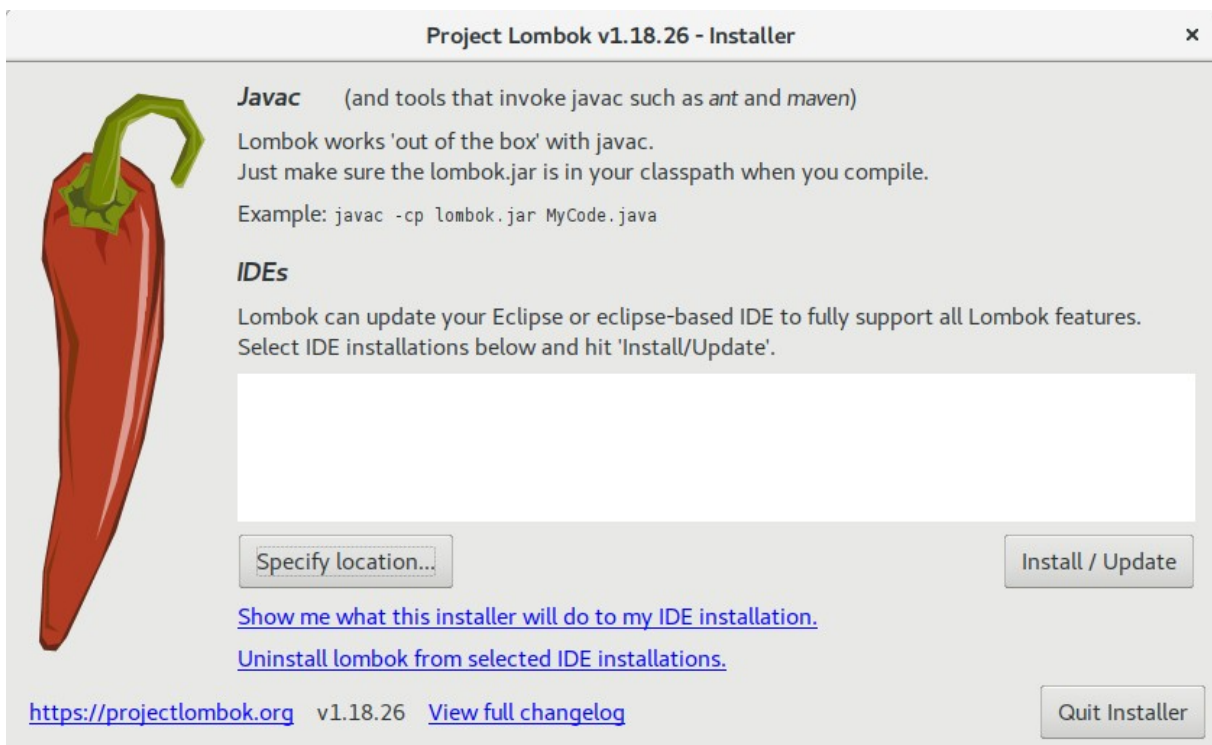 Project Lombok v1.18.26 - Installer
×
Javac (and tools that invoke javac such as ant and maven)
Lombok works 'out of the box' with javac.
Just make sure the lombok.jar is in your classpath when you compile.
Example: javac -cp lombok.jar MyCode.java
IDEs
Lombok can update your Eclipse or eclipse-based IDE to fully support all Lombok features.
Select IDE installations below and hit 'Install/Update'.
Specify location... Install / Update
Show me what this installer will do to my IDE installation.
Uninstall lombok from selected IDE installations.
https://projectlombok.org v1.18.26 View full changelog Quit Installer